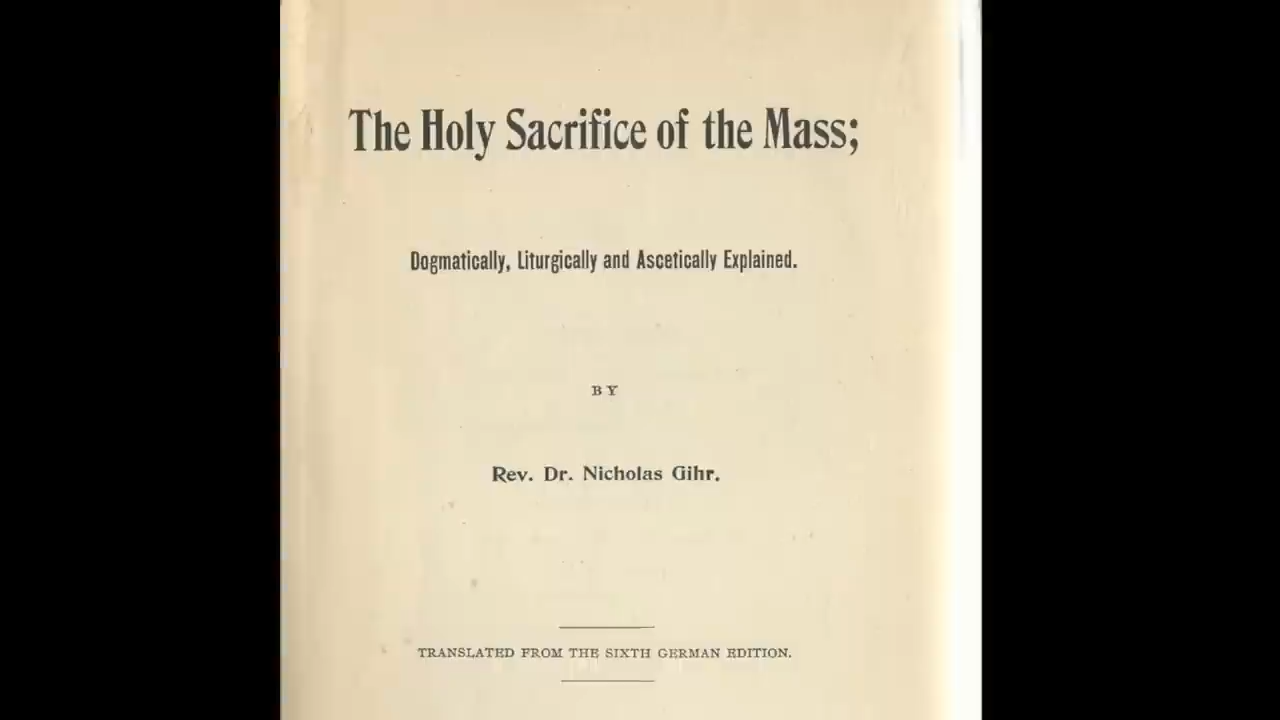 The Holy Sacrifice of the Mass;
Dogmatically, Liturgically and Ascetically Explained.
BY
Rev. Dr. Nicholas Gihr.
TRANSLATED FROM THE SIXTH GERMAN EDITION.